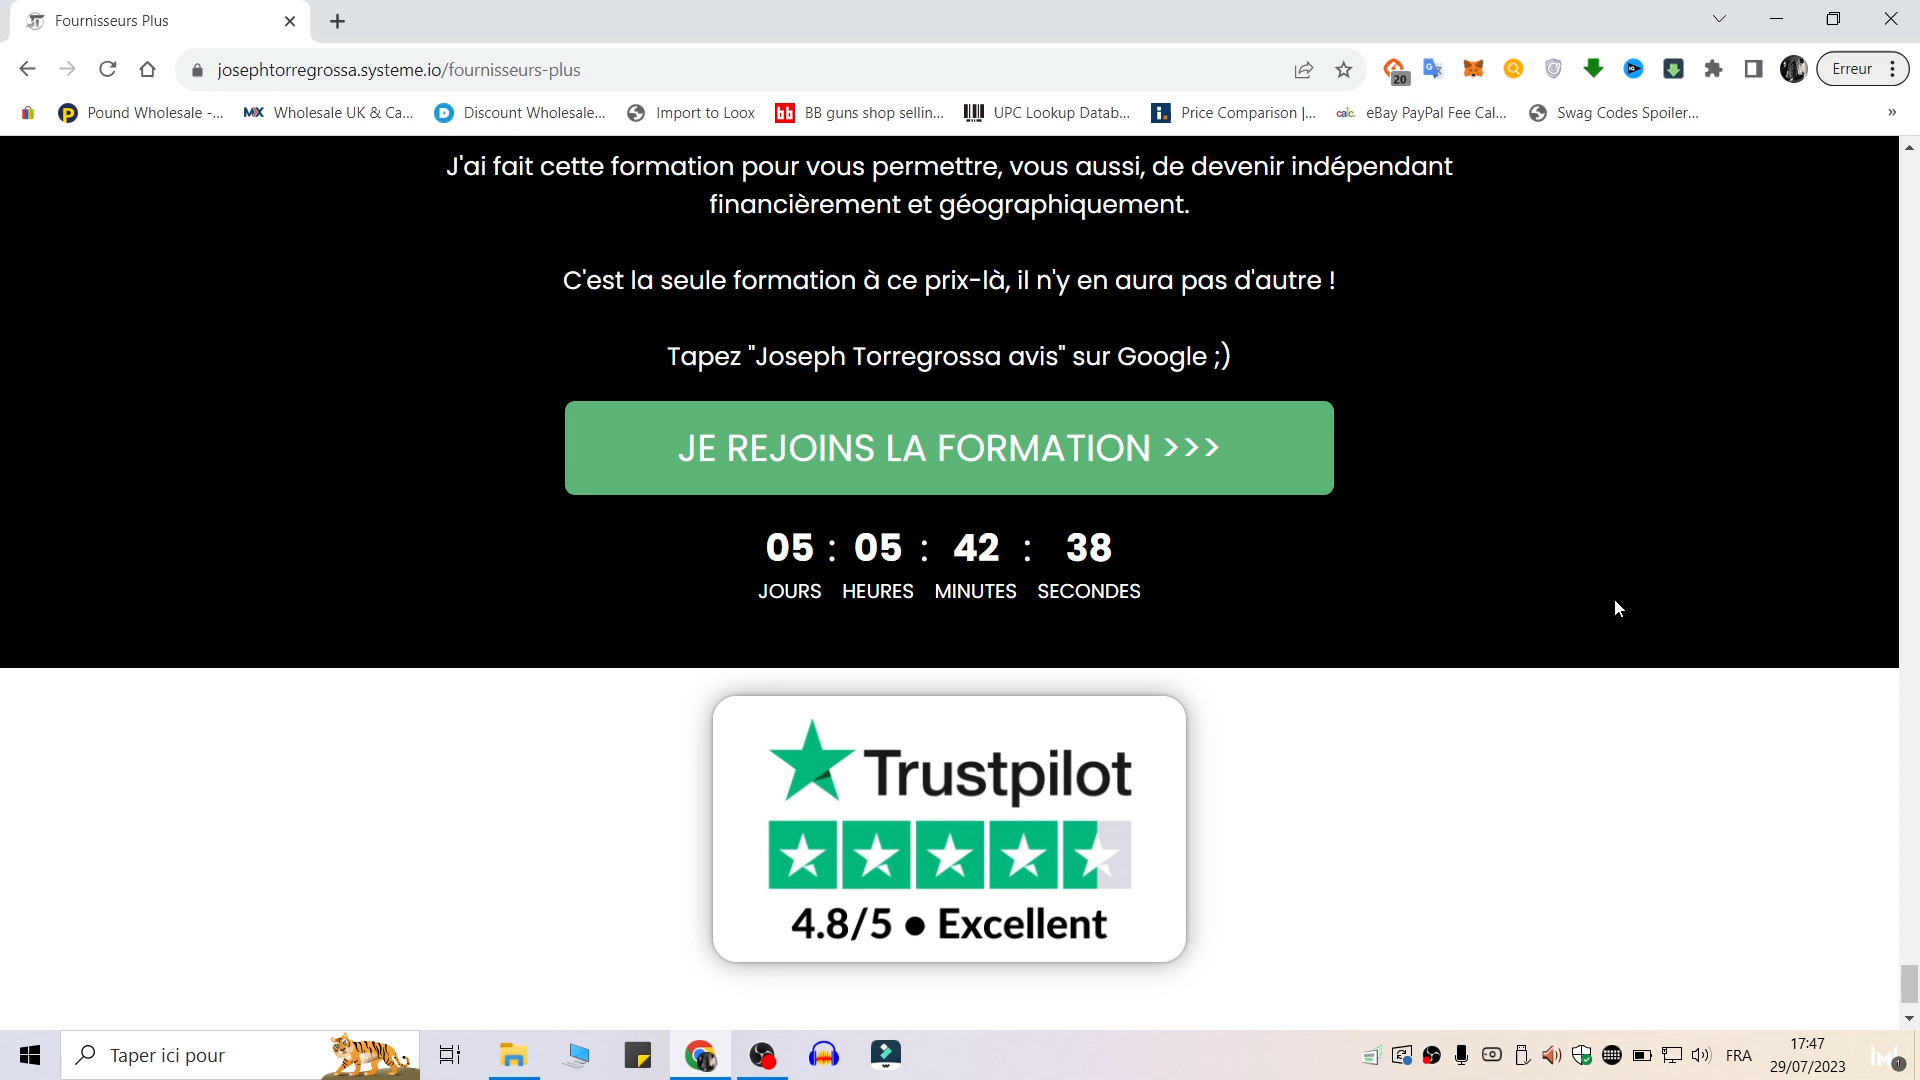 Fournisseurs Plus
josephtorregrossa.systeme.io/fournisseurs-plus
20
Erreur
Pound Wholesale -...
Wholesale UK & Ca...
Discount Wholesale...
Import to Loox
bb
BB guns shop sellin...
UPC Lookup Datab...
i.
Price Comparison |...
calc.
eBay PayPal Fee Cal...
Swag Codes Spoiler...
»
J'ai fait cette formation pour vous permettre, vous aussi, de devenir indépendant
financièrement et géographiquement.
C'est la seule formation à ce prix-là, il n'y en aura pas d'autre !
Tapez "Joseph Torregrossa avis" sur Google ;)
JE REJOINS LA FORMATION >>>
05 : 05 : 42 : 38
JOURS HEURES MINUTES SECONDES
Trustpilot
4.8/5 ● Excellent
Taper ici pour
FRA
17:47
29/07/2023
1